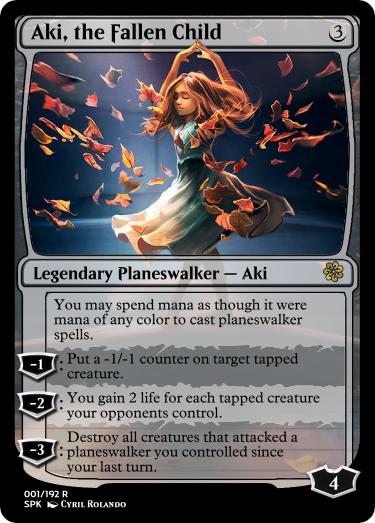 Aki, the Fallen Child 3
Legendary Planeswalker — Aki
You may spend mana as though it were
mana of any color to cast planeswalker
spells.
-1: Put a -1/-1 counter on target tapped
creature.
-2: You gain 2 life for each tapped creature
your opponents control.
-3: Destroy all creatures that attacked a
planeswalker you controlled since
your last turn.
4
001/192 R
SPK Cyril Rolando